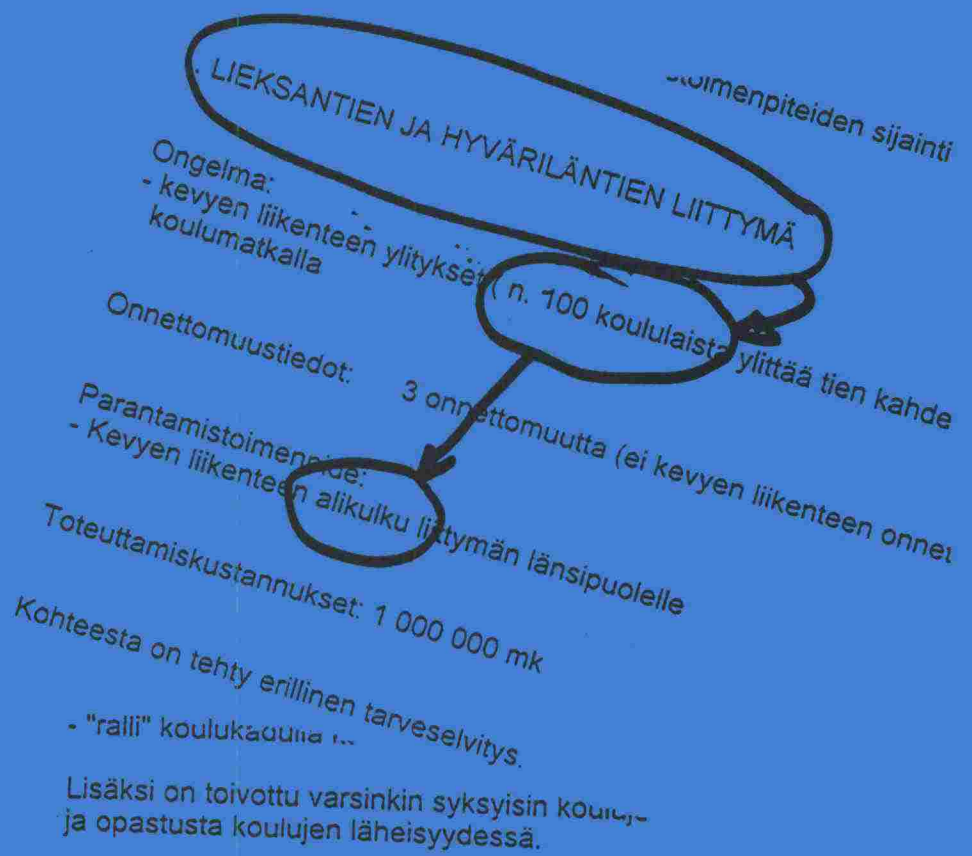 toimenpiteiden sijainti
. LIEKSANTIEN JA HYVÄRILÄNTIEN LIITTYMÄ
Ongelma:
- kevyen liikenteen ylitykset ( n. 100 koululaista ylittää tien kahde
koulumatkalla
Onnettomuustiedot: 3 onnettomuutta (ei kevyen liikenteen onnet
Parantamistoimenpide:
- Kevyen liikenteen alikulku liittymän länsipuolelle
Toteuttamiskustannukset: 1 000 000 mk
Kohteesta on tehty erillinen tarveselvitys.
- "ralli" koulukadulla
Lisäksi on toivottu varsinkin syksyisin kouluje
ja opastusta koulujen läheisyydessä.